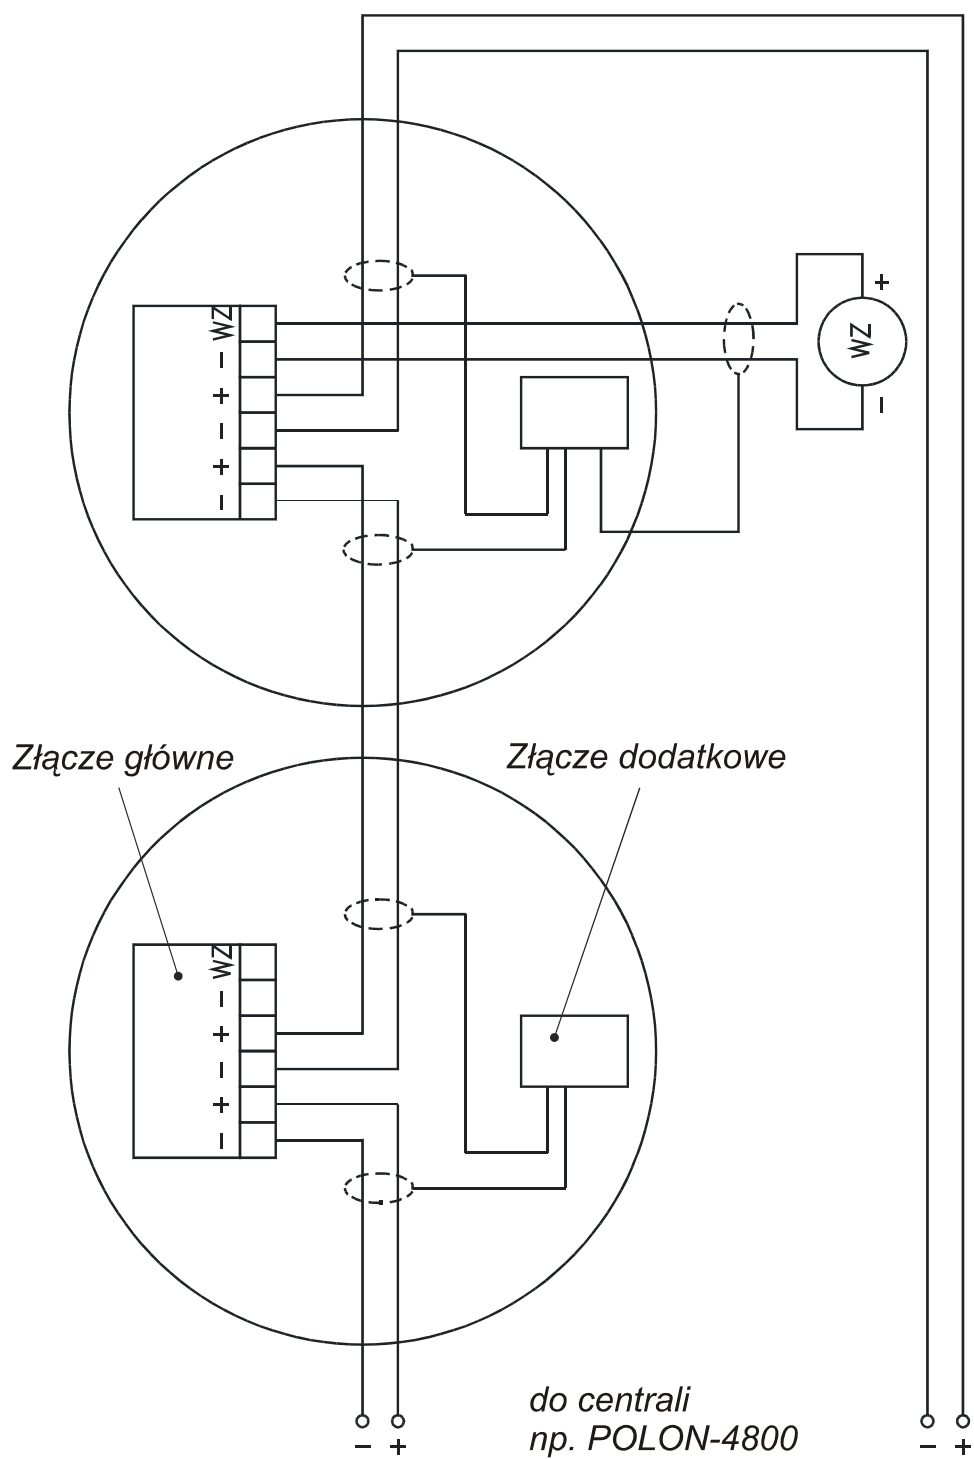 +
WZ
WZ
−
−
+
−
+
−
Złącze główne
Złącze dodatkowe
WZ
−
+
−
+
−
do centrali
np. POLON-4800
− +
− +